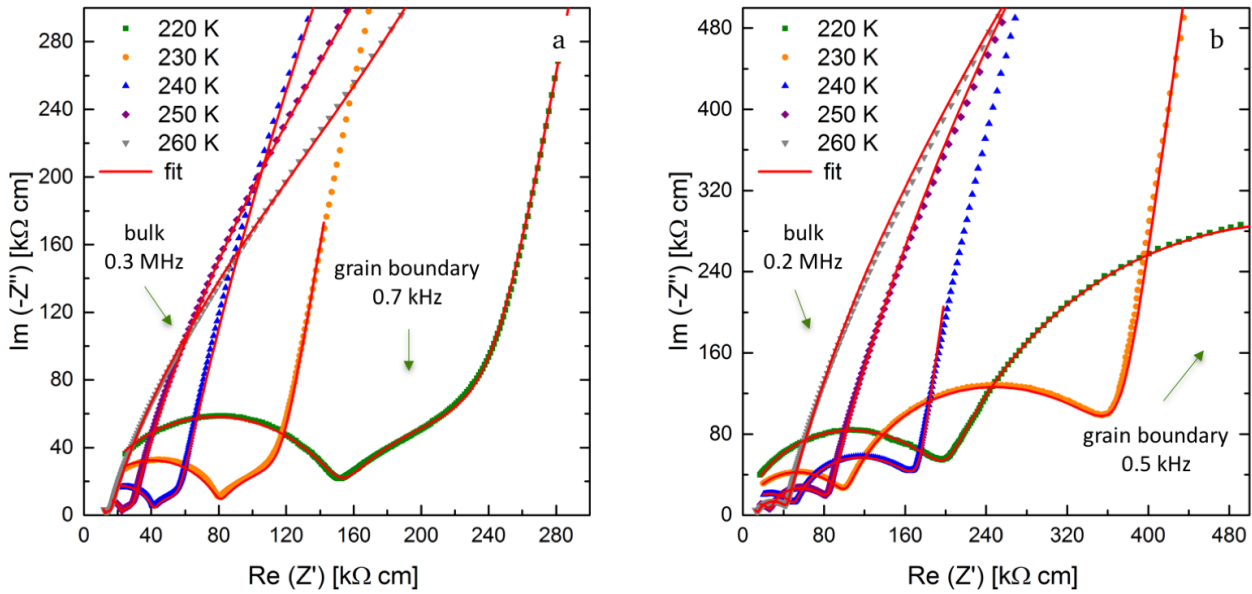 a
220 K
230 K
240 K
250 K
260 K
fit
bulk
0.3 MHz
grain boundary
0.7 kHz
Im (-Z'') [kΩ cm]
280
240
200
160
120
80
40
0
0 40 80 120 160 200 240 280
Re (Z') [kΩ cm]
b
220 K
230 K
240 K
250 K
260 K
fit
bulk
0.2 MHz
grain boundary
0.5 kHz
Im (-Z'') [kΩ cm]
480
400
320
240
160
80
0
0 80 160 240 320 400 480
Re (Z') [kΩ cm]